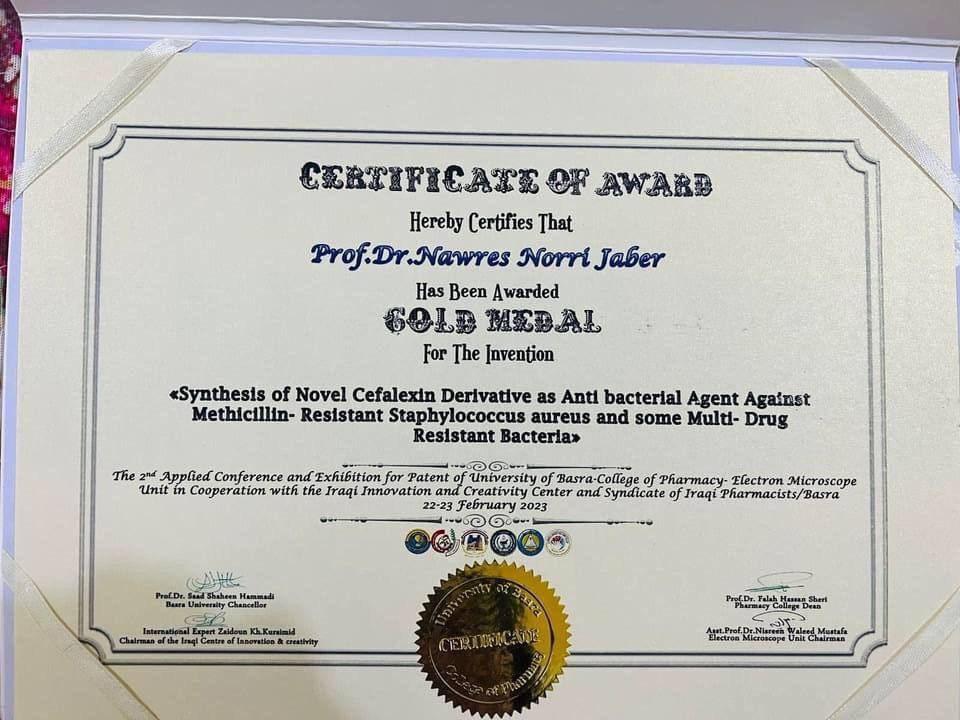 CERTIFICATE OF AWARD
Hereby Certifies That
Prof.Dr.Nawres Norri Jaber
Has Been Awarded
GOLD MEDAL
For The Invention
«Synthesis of Novel Cefalexin Derivative as Anti bacterial Agent Against
Methicillin- Resistant Staphylococcus aureus and some Multi- Drug
Resistant Bacteria»
The 2nd Applied Conference and Exhibition for Patent of University of Basra-College of Pharmacy- Electron Microscope
Unit in Cooperation with the Iraqi Innovation and Creativity Center and Syndicate of Iraqi Pharmacists/Basra
22-23 February 2023
Prof.Dr. Saad Shaheen Hammadi
Basra University Chancellor
International Expert Zaidoun Kh.Kuraimid
Chairman of the Iraqi Centre of Innovation & creativity
Prof.Dr. Falah Hassan Sheri
Pharmacy College Dean
Asst.Prof.Dr.Nisreen Waleed Mustafa
Electron Microscope Unit Chairman
University of Basra
CERTIFICATE
College of Pharmacy